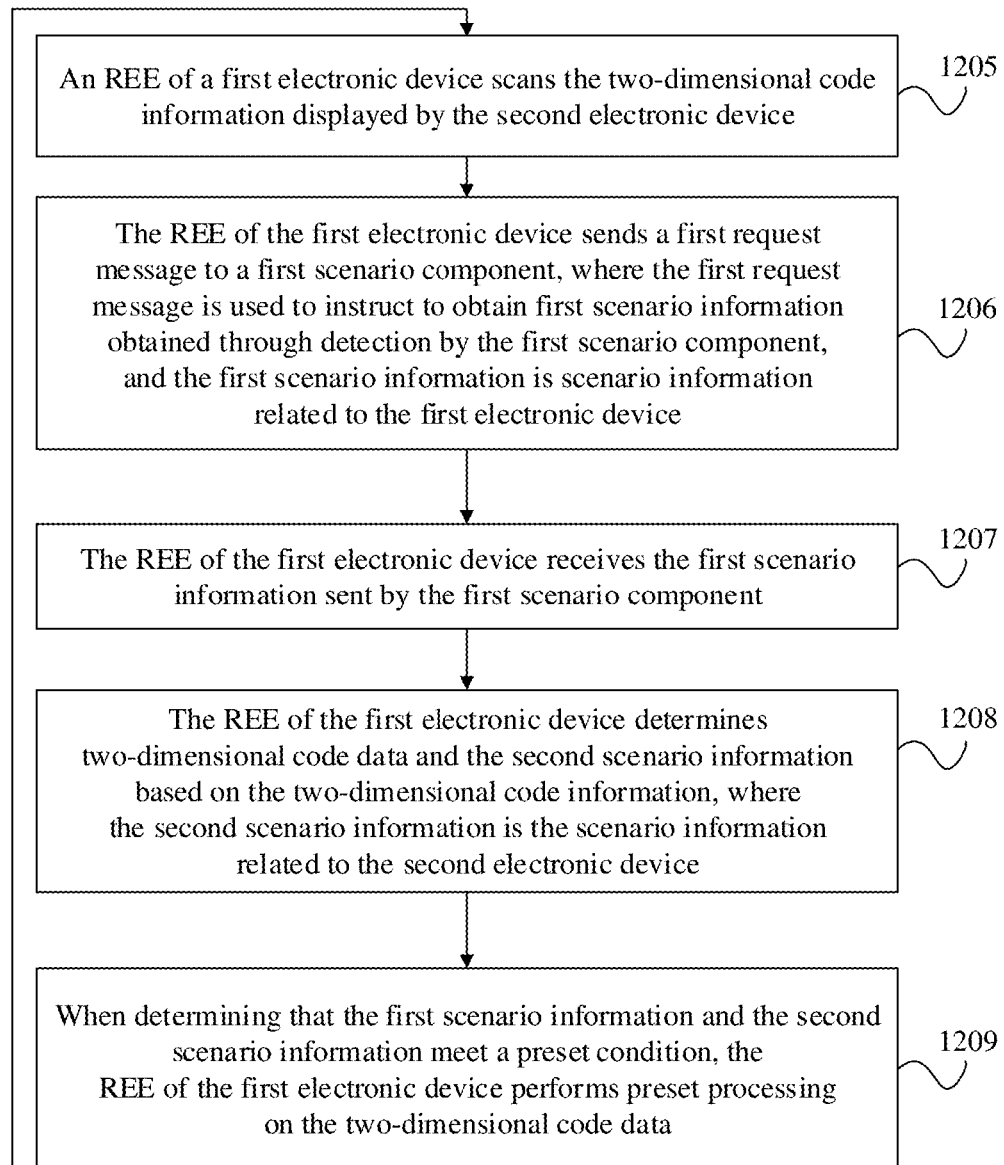 An REE of a first electronic device scans the two-dimensional code
information displayed by the second electronic device
1205
The REE of the first electronic device sends a first request
message to a first scenario component, where the first request
message is used to instruct to obtain first scenario information
obtained through detection by the first scenario component,
and the first scenario information is scenario information
related to the first electronic device
1206
The REE of the first electronic device receives the first scenario
information sent by the first scenario component
1207
The REE of the first electronic device determines
two-dimensional code data and the second scenario information
based on the two-dimensional code information, where
the second scenario information is the scenario information
related to the second electronic device
1208
When determining that the first scenario information and the second
scenario information meet a preset condition, the
REE of the first electronic device performs preset processing
on the two-dimensional code data
1209